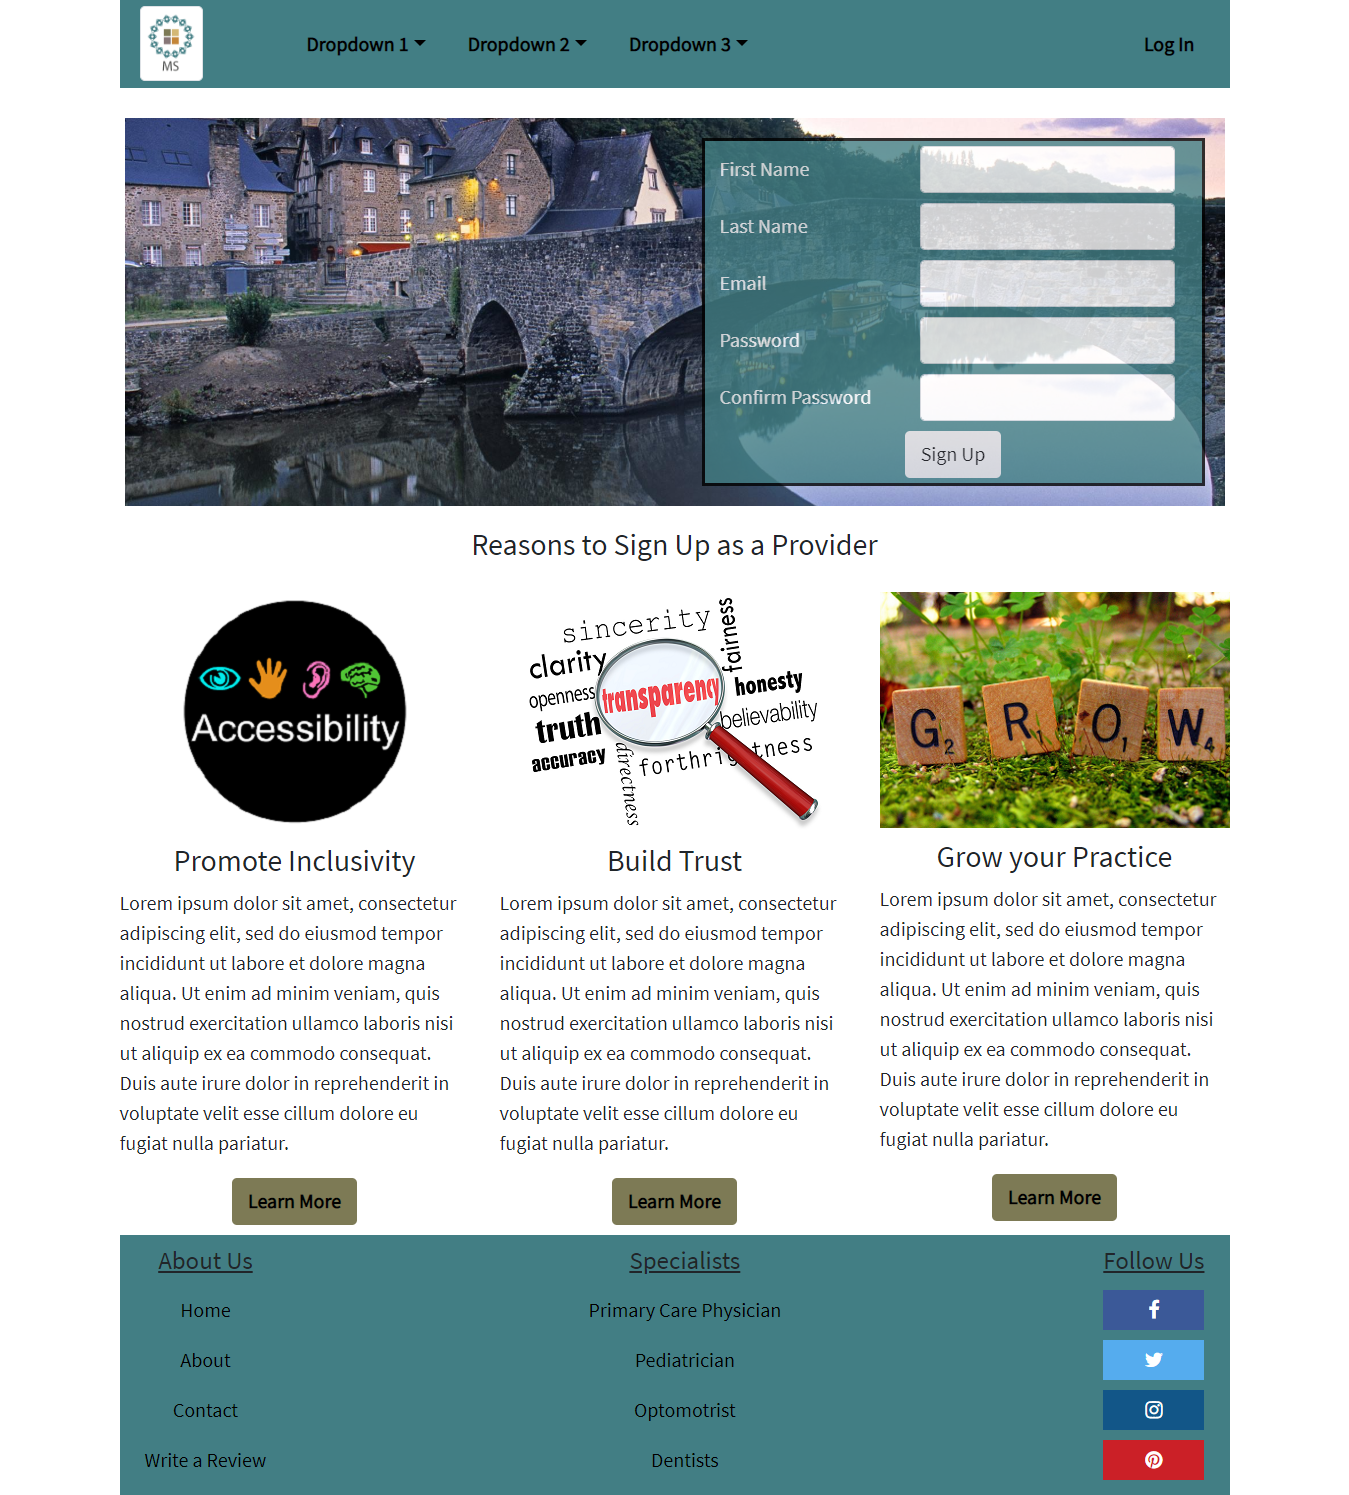 MS
Dropdown 1
Dropdown 2
Dropdown 3
Log In
First Name
Last Name
Email
Password
Confirm Password
Sign Up
Reasons to Sign Up as a Provider
Accessibility
sincerity
fairness
clarity
openness
transparency
honesty
truth
believability
accuracy
directness
forthrightness
G2 R1 O1 W4
Promote Inclusivity
Lorem ipsum dolor sit amet, consectetur
adipiscing elit, sed do eiusmod tempor
incididunt ut labore et dolore magna
aliqua. Ut enim ad minim veniam, quis
nostrud exercitation ullamco laboris nisi
ut aliquip ex ea commodo consequat.
Duis aute irure dolor in reprehenderit in
voluptate velit esse cillum dolore eu
fugiat nulla pariatur.
Learn More
Build Trust
Lorem ipsum dolor sit amet, consectetur
adipiscing elit, sed do eiusmod tempor
incididunt ut labore et dolore magna
aliqua. Ut enim ad minim veniam, quis
nostrud exercitation ullamco laboris nisi
ut aliquip ex ea commodo consequat.
Duis aute irure dolor in reprehenderit in
voluptate velit esse cillum dolore eu
fugiat nulla pariatur.
Learn More
Grow your Practice
Lorem ipsum dolor sit amet, consectetur
adipiscing elit, sed do eiusmod tempor
incididunt ut labore et dolore magna
aliqua. Ut enim ad minim veniam, quis
nostrud exercitation ullamco laboris nisi
ut aliquip ex ea commodo consequat.
Duis aute irure dolor in reprehenderit in
voluptate velit esse cillum dolore eu
fugiat nulla pariatur.
Learn More
About Us
Home
About
Contact
Write a Review
Specialists
Primary Care Physician
Pediatrician
Optomotrist
Dentists
Follow Us